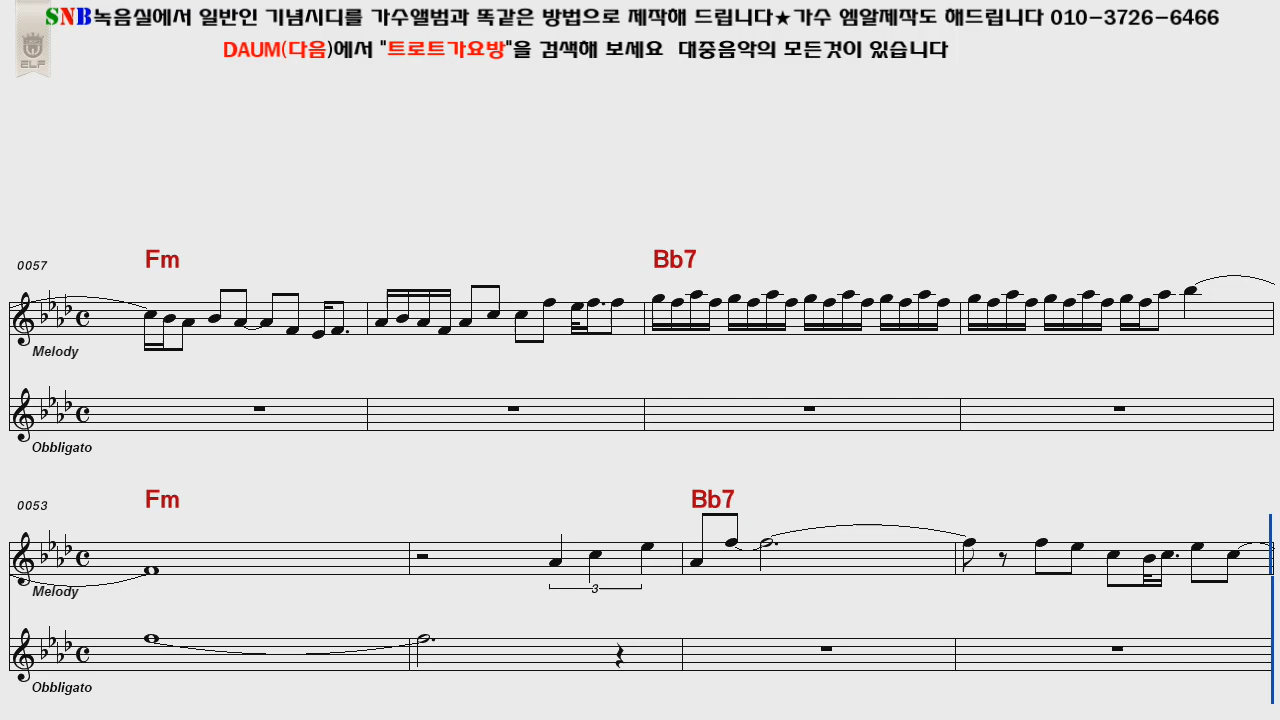 SNB녹음실에서 일반인 기념시디를 가수앨범과 똑같은 방법으로 제작해 드립니다★가수 엠알제작도 해드립니다 010-3726-6466
DAUM(다음)에서 "트로트가요방"을 검색해 보세요 대중음악의 모든것이 있습니다
ELF
0057
Fm
Bb7
Melody
Obbligato
0053
Fm
Bb7
Melody
3
Obbligato